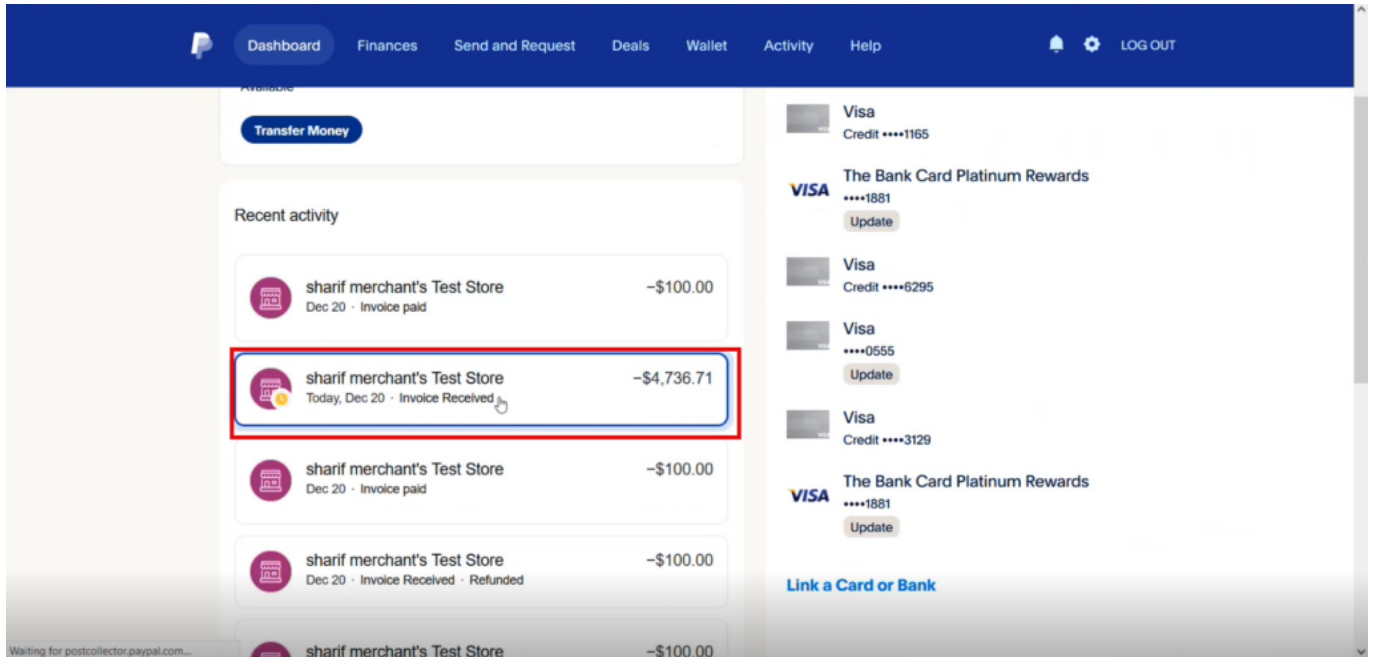 Dashboard Finances Send and Request Deals Wallet Activity Help LOG OUT
Available
Transfer Money
Recent activity
sharif merchant's Test Store −$100.00
Dec 20 · Invoice paid
sharif merchant's Test Store −$4,736.71
Today, Dec 20 · Invoice Received
sharif merchant's Test Store −$100.00
Dec 20 · Invoice paid
sharif merchant's Test Store −$100.00
Dec 20 · Invoice Received · Refunded
sharif merchant's Test Store −$100.00
Visa
Credit ••••1165
VISA
The Bank Card Platinum Rewards
••••1881
Update
Visa
Credit ••••6295
Visa
••••0555
Update
Visa
Credit ••••3129
VISA
The Bank Card Platinum Rewards
••••1881
Update
Link a Card or Bank
Waiting for postcollector.paypal.com...